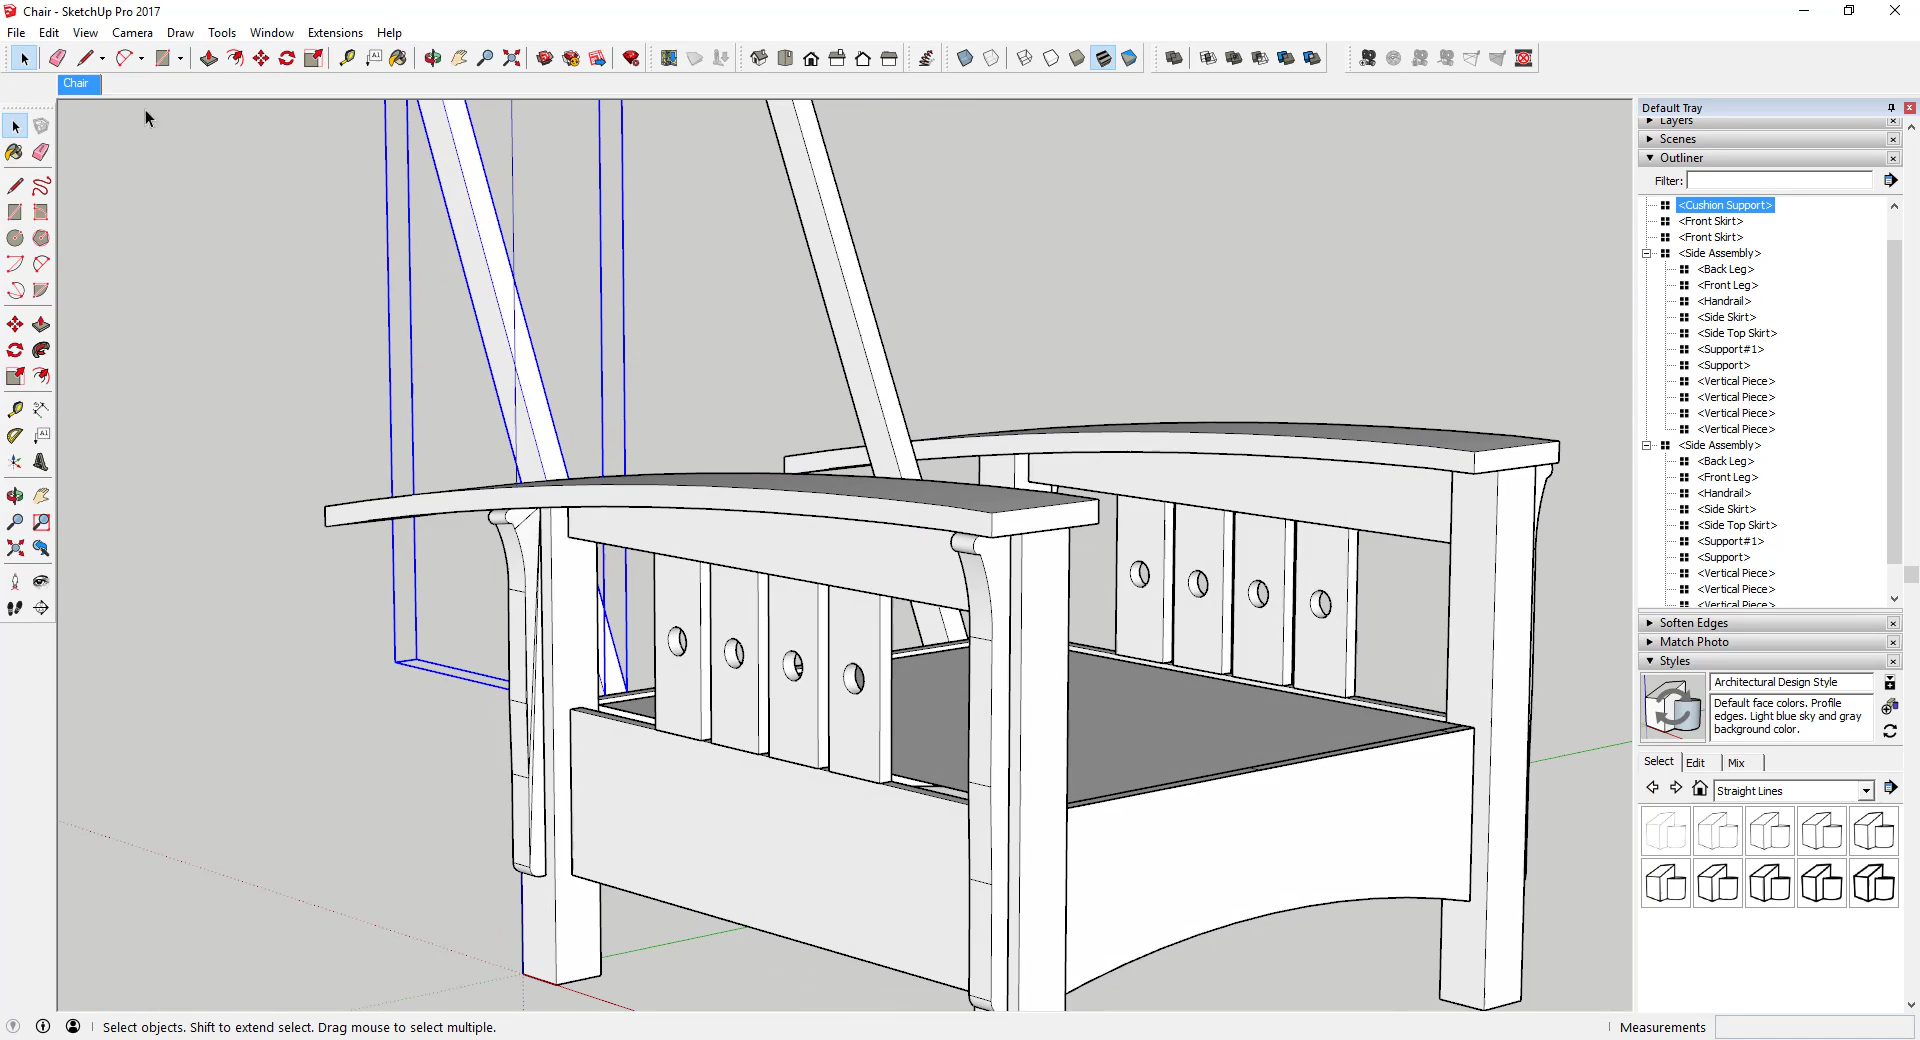 Chair - SketchUp Pro 2017
File Edit View Camera Draw Tools Window Extensions Help
Chair
Default Tray
Layers
Scenes
Outliner
Filter:
<Cushion Support>
<Front Skirt>
<Front Skirt>
<Side Assembly>
<Back Leg>
<Front Leg>
<Handrail>
<Side Skirt>
<Side Top Skirt>
<Support#1>
<Support>
<Vertical Piece>
<Vertical Piece>
<Vertical Piece>
<Vertical Piece>
<Side Assembly>
<Back Leg>
<Front Leg>
<Handrail>
<Side Skirt>
<Side Top Skirt>
<Support#1>
<Support>
<Vertical Piece>
<Vertical Piece>
<Vertical Piece>
Soften Edges
Match Photo
Styles
Architectural Design Style
Default face colors. Profile
edges. Light blue sky and gray
background color.
Select Edit Mix
Straight Lines
Select objects. Shift to extend select. Drag mouse to select multiple.
Measurements